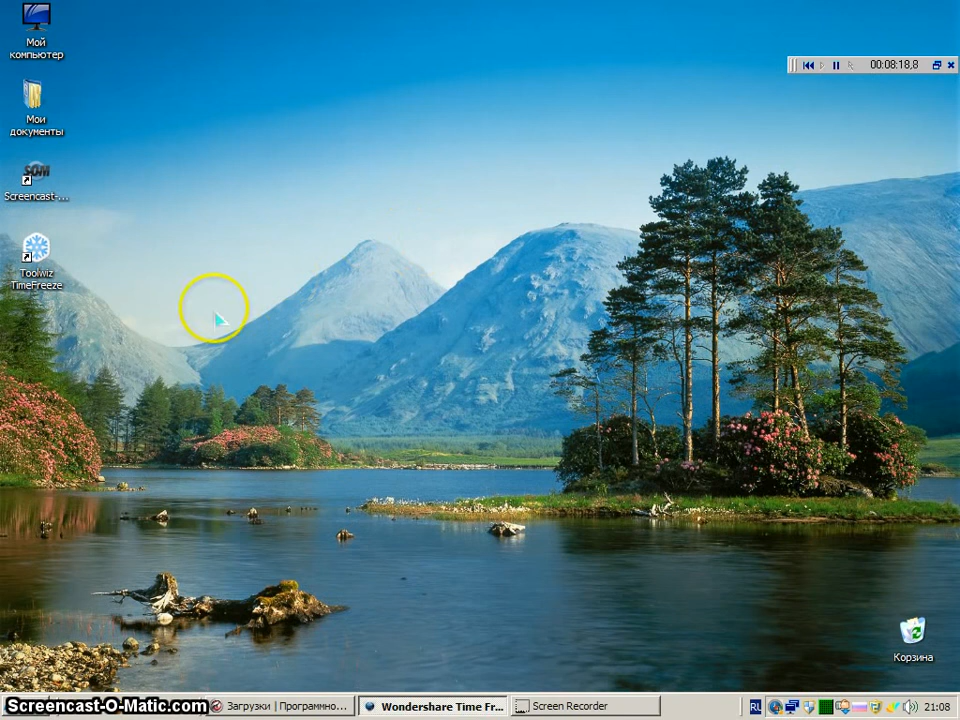 Мой
компьютер
00:08:18,8
Мои
документы
SOM
Screencast-...
Toolwiz
TimeFreeze
Корзина
Screencast-O-Matic.com
Загрузки | Программно...
Wondershare Time Fr...
Screen Recorder
RL
21:08